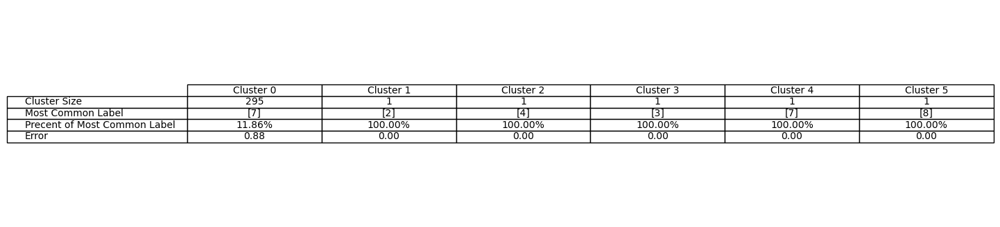 Cluster 0 Cluster 1 Cluster 2 Cluster 3 Cluster 4 Cluster 5
Cluster Size 295 1 1 1 1 1
Most Common Label [7] [2] [4] [3] [7] [8]
Precent of Most Common Label 11.86% 100.00% 100.00% 100.00% 100.00% 100.00%
Error 0.88 0.00 0.00 0.00 0.00 0.00